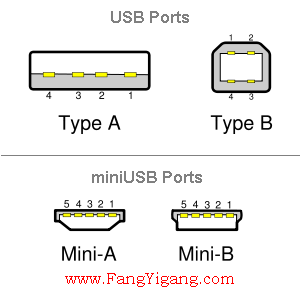 USB Ports
1 2
4 3 2 1
4 3
Type A Type B
miniUSB Ports
5 4 3 2 1 5 4 3 2 1
Mini-A Mini-B
www.FangYigang.com